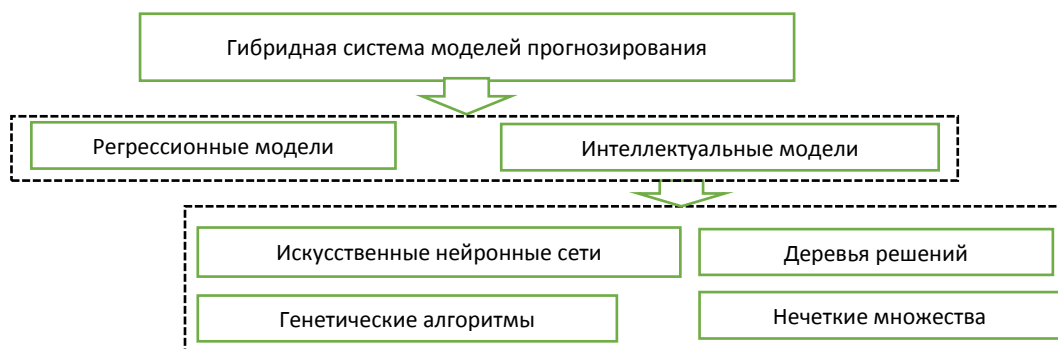 Гибридная система моделей прогнозирования
Регрессионные модели
Интеллектуальные модели
Искусственные нейронные сети
Деревья решений
Генетические алгоритмы
Нечеткие множества